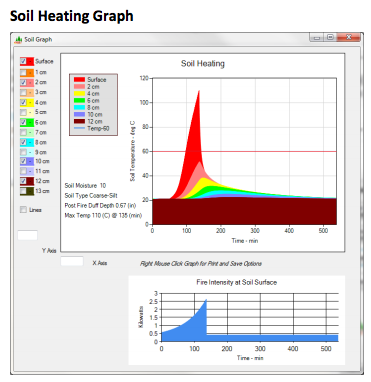 Soil Heating Graph
Soil Graph
Surface
1 cm
2 cm
3 cm
4 cm
5 cm
6 cm
7 cm
8 cm
9 cm
10 cm
11 cm
12 cm
13 cm
Lines
Y Axis
X Axis
Soil Heating
Surface
2 cm
4 cm
6 cm
8 cm
10 cm
12 cm
Temp-60
Soil Temperature - deg C
120
100
80
60
40
20
0
0 100 200 300 400 500
Time - min
Soil Moisture 10
Soil Type Coarse-Silt
Post Fire Duff Depth 0.67 (in)
Max Temp 110 (C) @ 135 (min)
Right Mouse Click Graph for Print and Save Options
Fire Intensity at Soil Surface
Kilowatts
3
2.5
2
1.5
1
0.5
0
0 100 200 300 400 500
Time - min